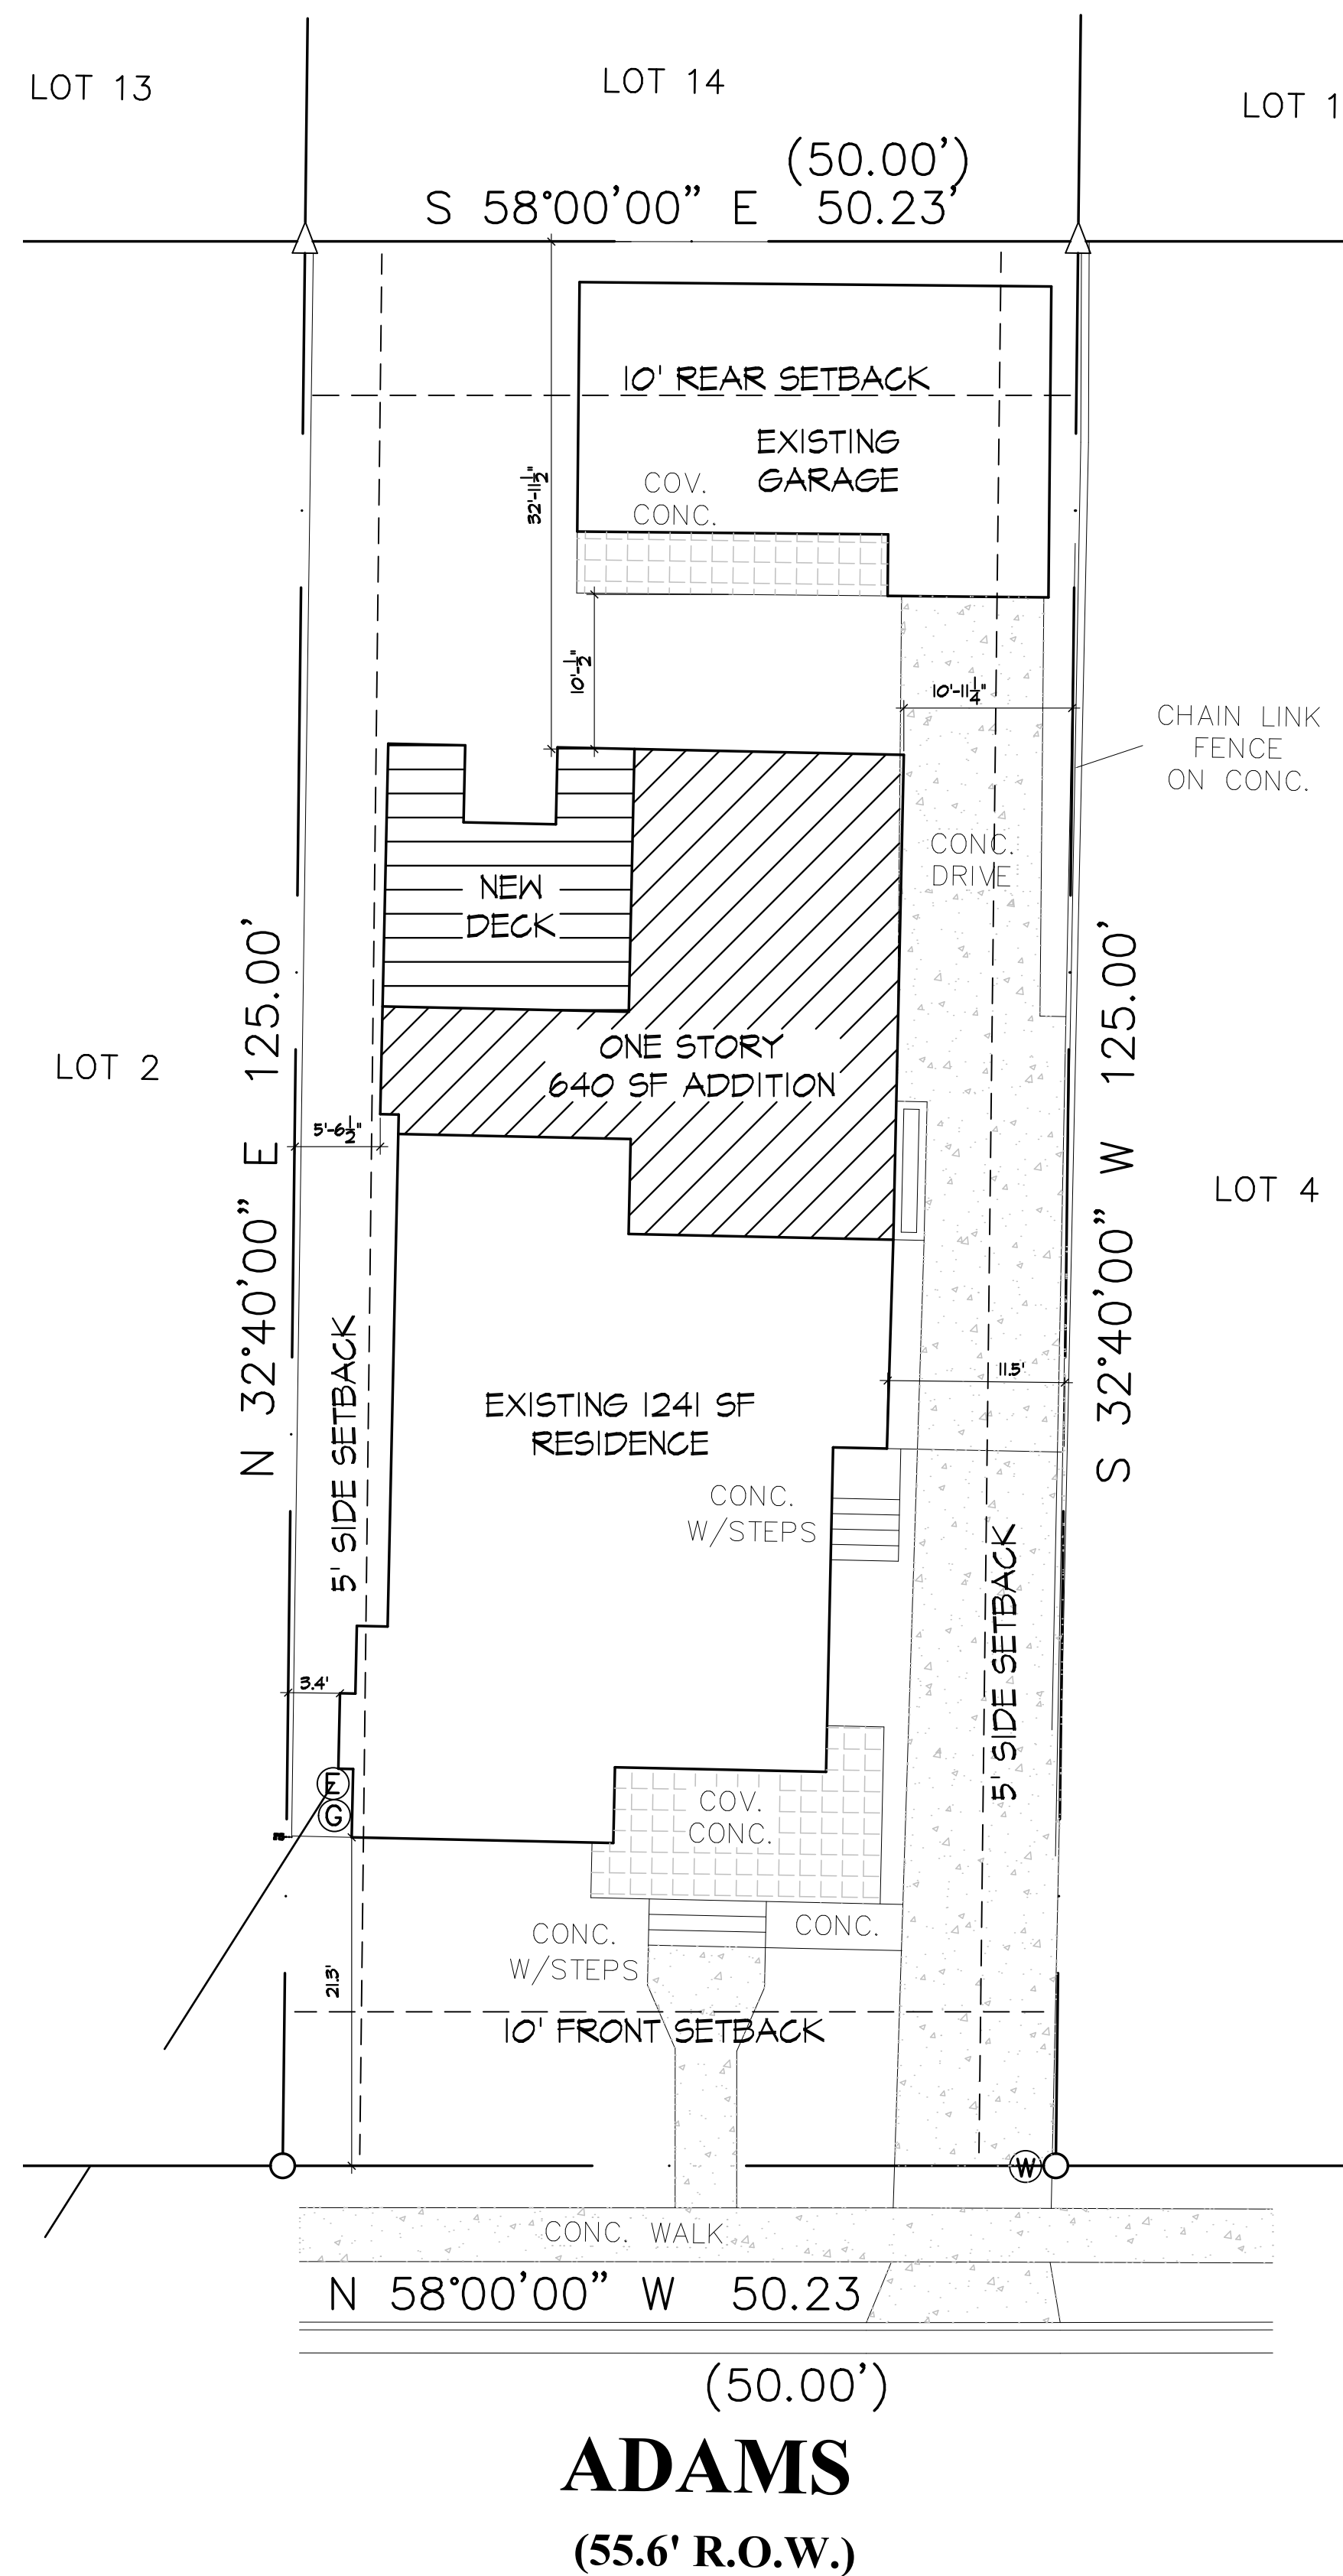 LOT 13
LOT 14
LOT 1
(50.00')
S 58°00'00" E 50.23'
10' REAR SETBACK
EXISTING
GARAGE
COV.
CONC.
32'-11½"
10'-½"
10'-11¼"
CHAIN LINK
FENCE
ON CONC.
CONC.
DRIVE
NEW
DECK
N 32°40'00" E 125.00'
S 32°40'00" W 125.00'
LOT 2
ONE STORY
640 SF ADDITION
5'-6½"
LOT 4
5' SIDE SETBACK
11.5'
EXISTING 1241 SF
RESIDENCE
CONC.
W/STEPS
5' SIDE SETBACK
3.4'
E
G
COV.
CONC.
CONC.
W/STEPS
CONC.
21.3'
10' FRONT SETBACK
W
CONC. WALK
N 58°00'00" W 50.23
(50.00')
ADAMS
(55.6' R.O.W.)